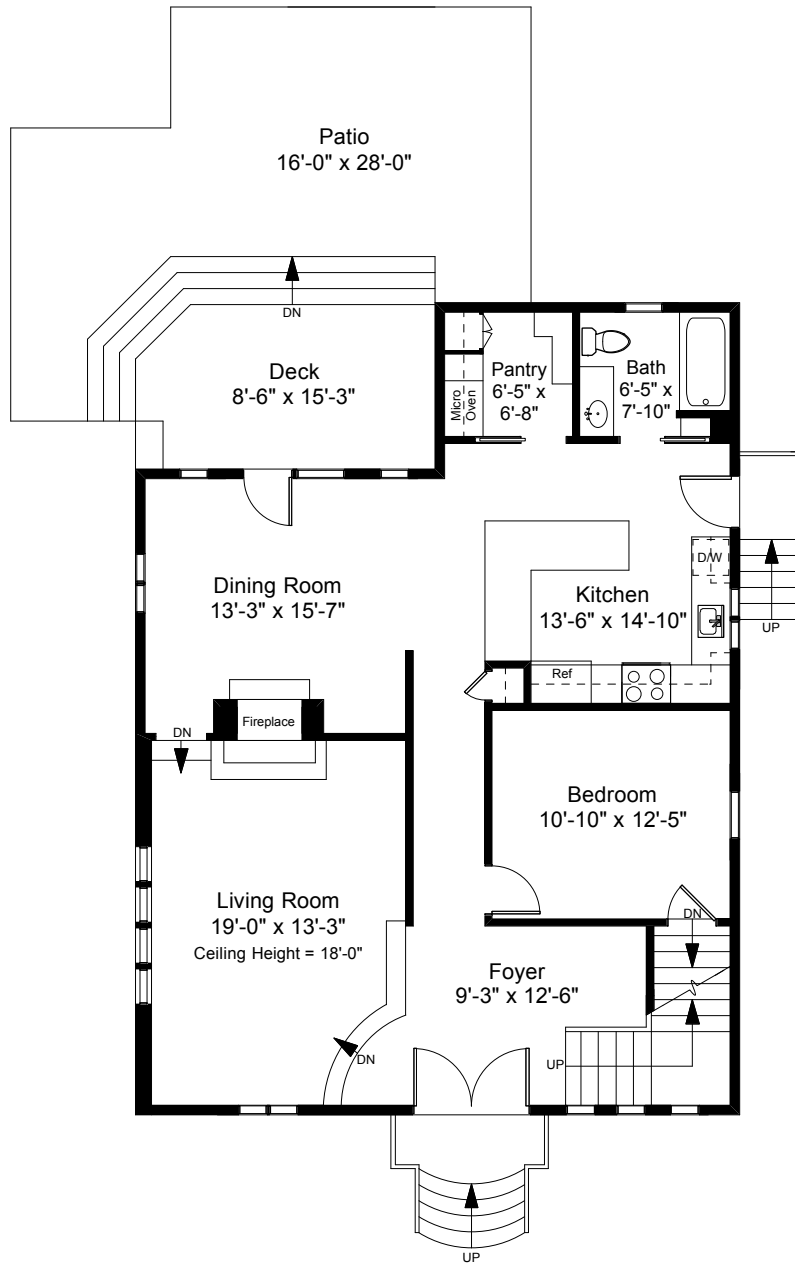 Patio
16'-0" x 28'-0"
DN
Deck
8'-6" x 15'-3"
Pantry
6'-5" x
6'-8"
Micro
Oven
Bath
6'-5" x
7'-10"
Dining Room
13'-3" x 15'-7"
D/W
Kitchen
13'-6" x 14'-10"
UP
Ref
Fireplace
DN
Bedroom
10'-10" x 12'-5"
Living Room
19'-0" x 13'-3"
Ceiling Height = 18'-0"
DN
Foyer
9'-3" x 12'-6"
DN
UP
UP